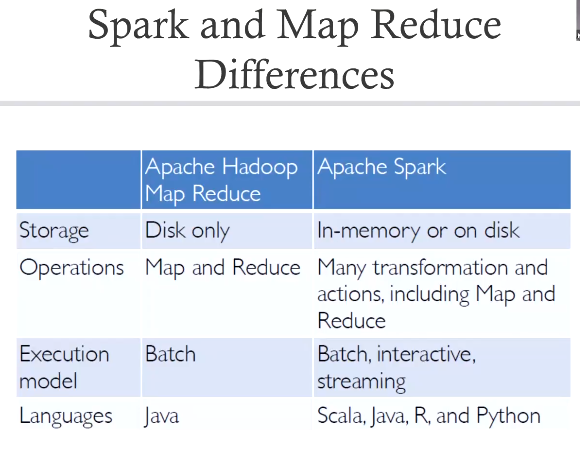 Spark and Map Reduce
Differences
Apache Hadoop Map Reduce Apache Spark
Storage Disk only In-memory or on disk
Operations Map and Reduce Many transformation and
actions, including Map and
Reduce
Execution model Batch Batch, interactive,
streaming
Languages Java Scala, Java, R, and Python